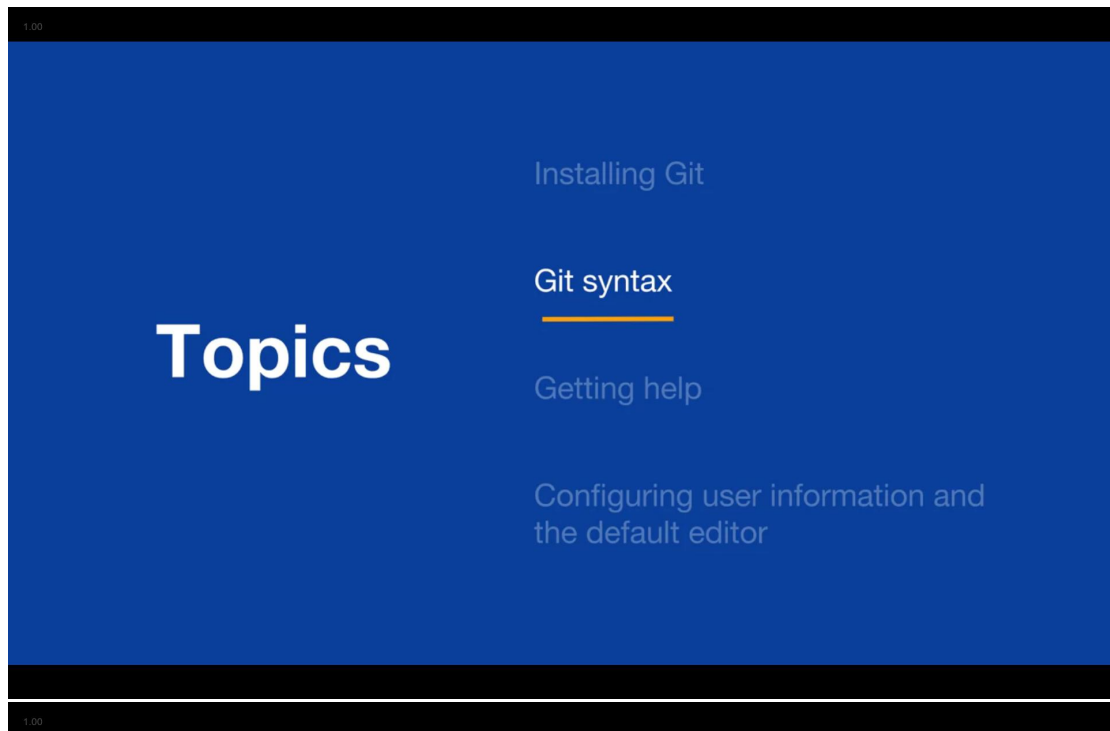 1.00
Topics
Installing Git
Git syntax
Getting help
Configuring user information and
the default editor
1.00